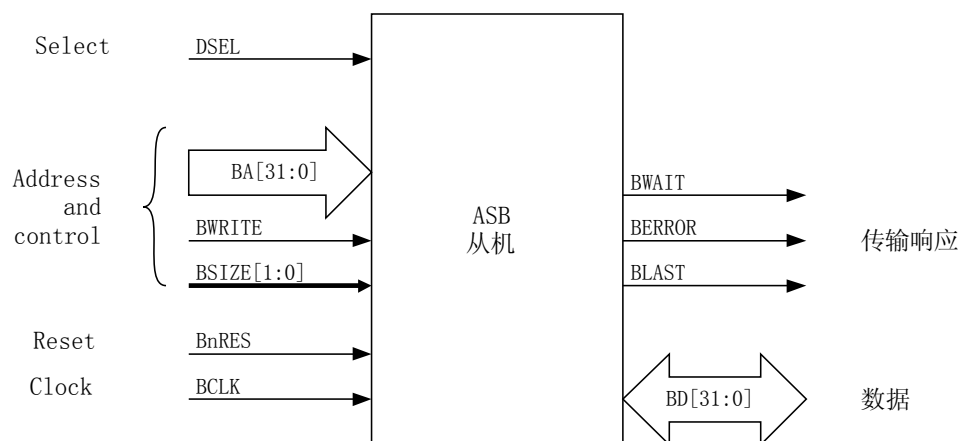 Select
DSEL
Address
and
control
BA[31:0]
BWRITE
BSIZE[1:0]
Reset
BnRES
Clock
BCLK
ASB
从机
BWAIT
BERROR
BLAST
传输响应
BD[31:0]
数据